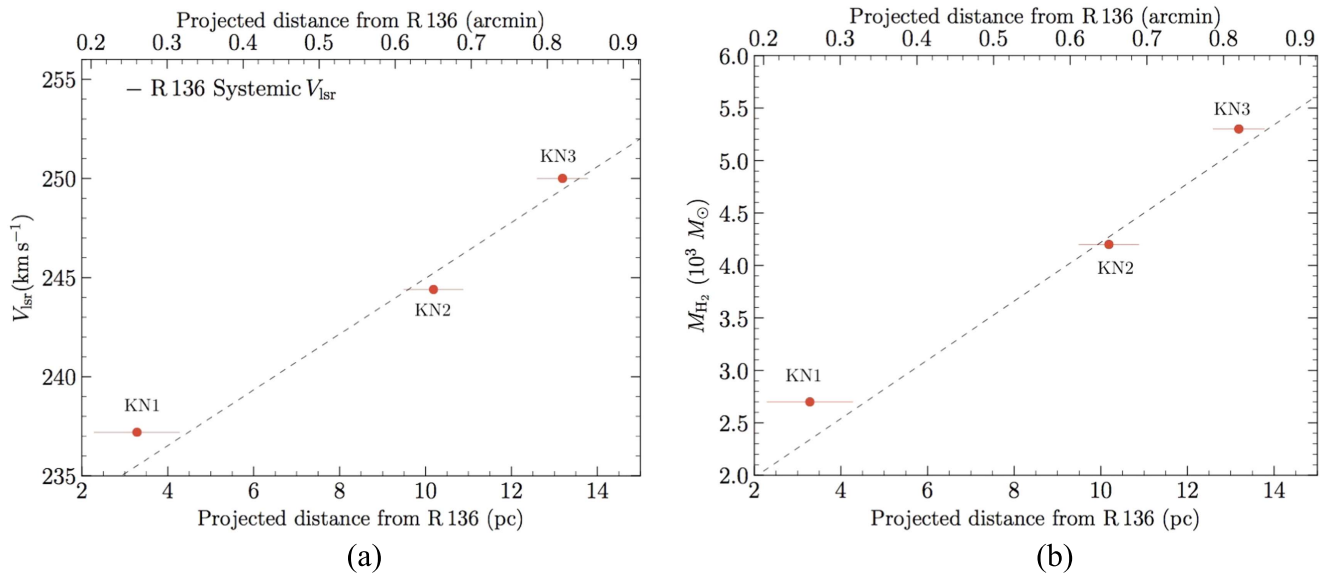 Projected distance from R 136 (arcmin)
0.2 0.3 0.4 0.5 0.6 0.7 0.8 0.9
255
250
245
240
235
V_lsr(km s⁻¹)
– R 136 Systemic V_lsr
KN3
KN2
KN1
2 4 6 8 10 12 14
Projected distance from R 136 (pc)
(a)
Projected distance from R 136 (arcmin)
0.2 0.3 0.4 0.5 0.6 0.7 0.8 0.9
6.0
5.5
5.0
4.5
4.0
3.5
3.0
2.5
2.0
M_H₂ (10³ M_⊙)
KN3
KN2
KN1
2 4 6 8 10 12 14
Projected distance from R 136 (pc)
(b)